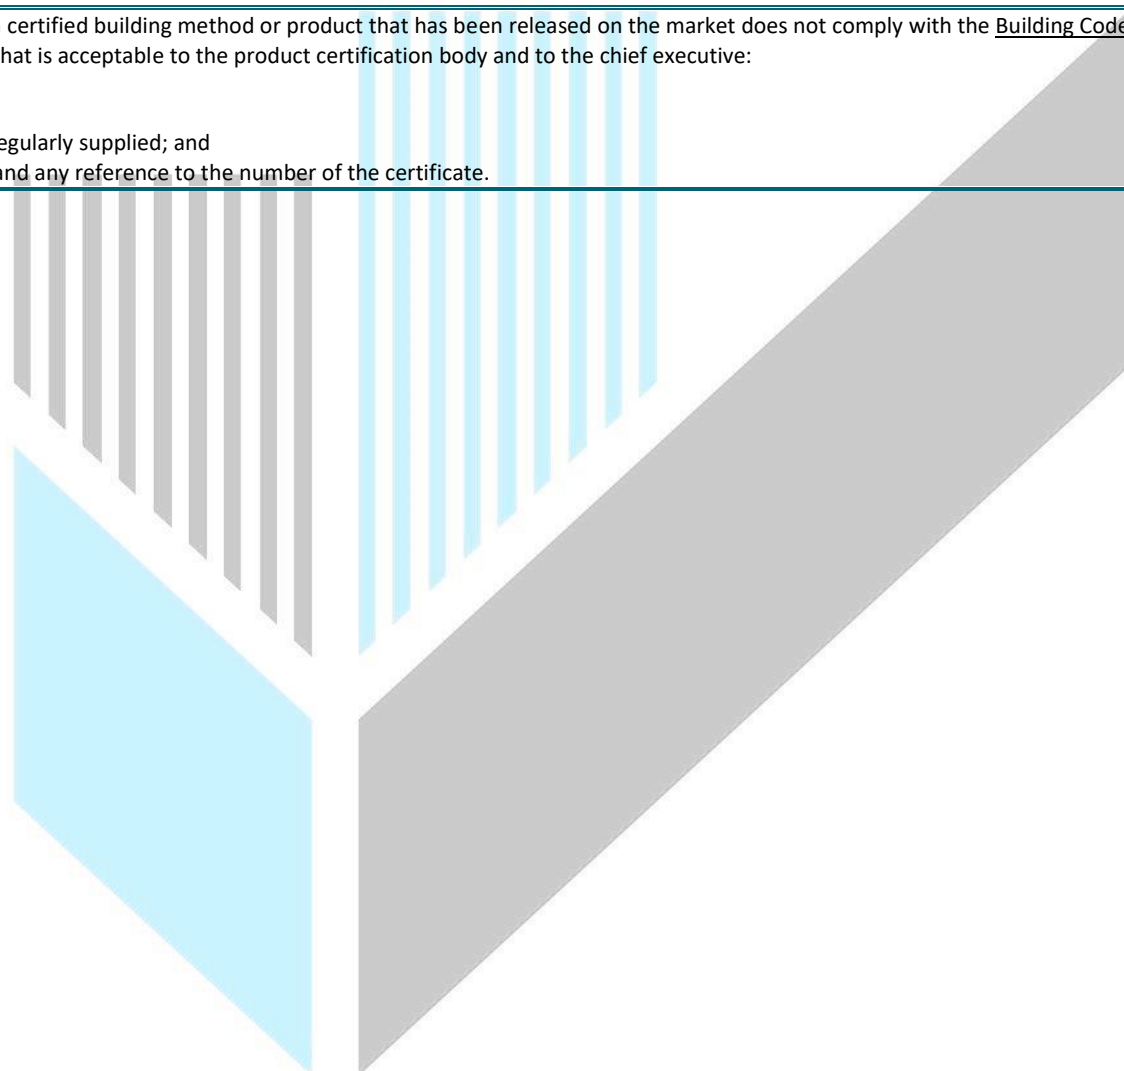 certified building method or product that has been released on the market does not comply with the Building Code
hat is acceptable to the product certification body and to the chief executive:
egularly supplied; and
and any reference to the number of the certificate.